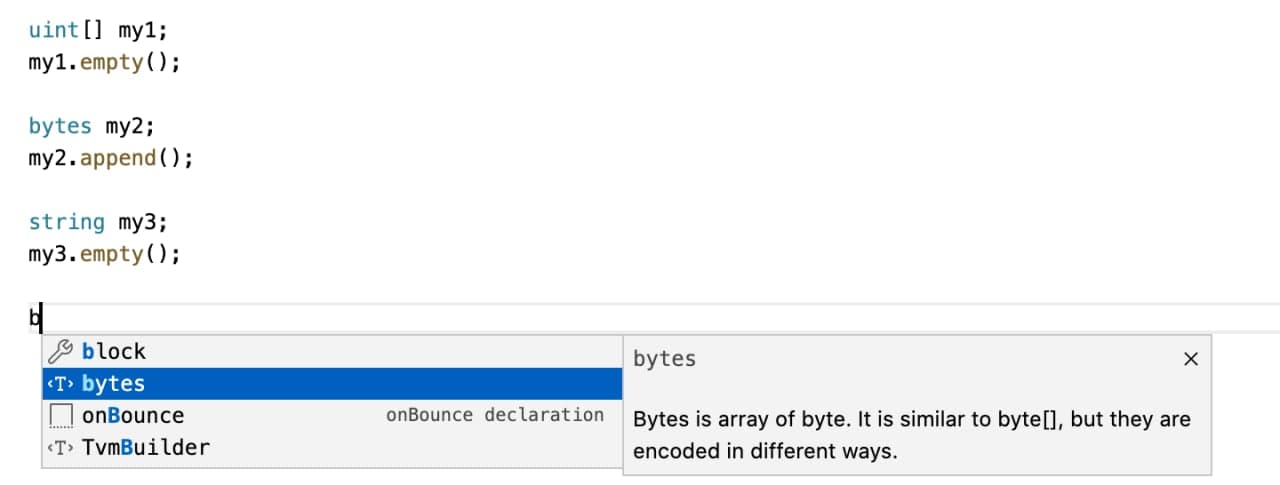 uint[] my1;
my1.empty();
bytes my2;
my2.append();
string my3;
my3.empty();
b
block
bytes
onBounce onBounce declaration
TvmBuilder
bytes
Bytes is array of byte. It is similar to byte[], but they are
encoded in different ways.